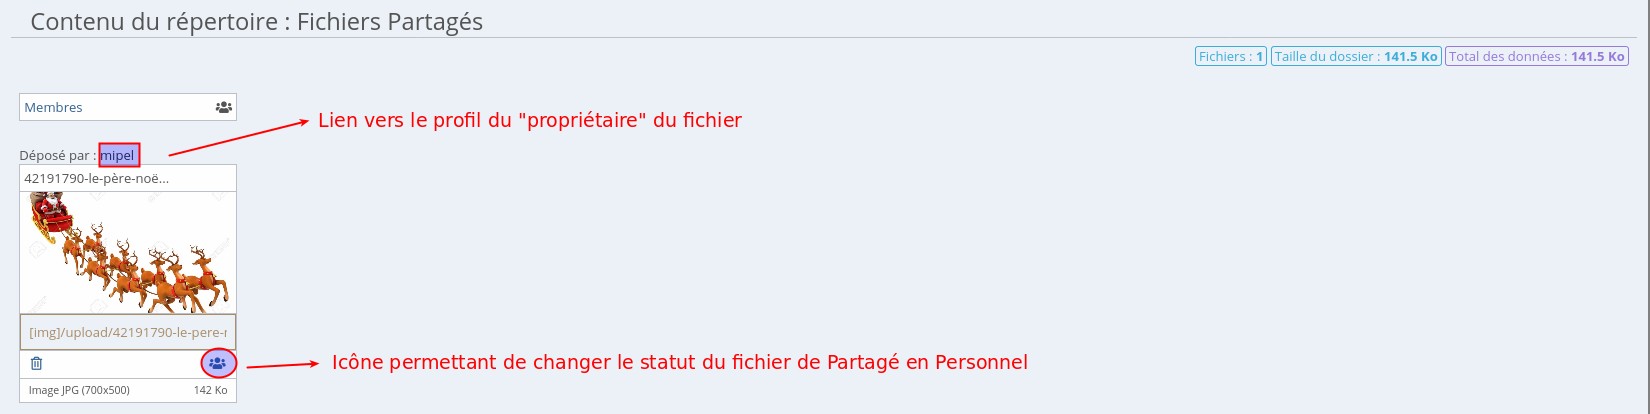 Contenu du répertoire : Fichiers Partagés
Fichiers : 1 Taille du dossier : 141.5 Ko Total des données : 141.5 Ko
Membres
Lien vers le profil du "propriétaire" du fichier
Déposé par : mipel
42191790-le-père-noë...
[img]/upload/42191790-le-pere-
Icône permettant de changer le statut du fichier de Partagé en Personnel
Image JPG (700x500) 142 Ko